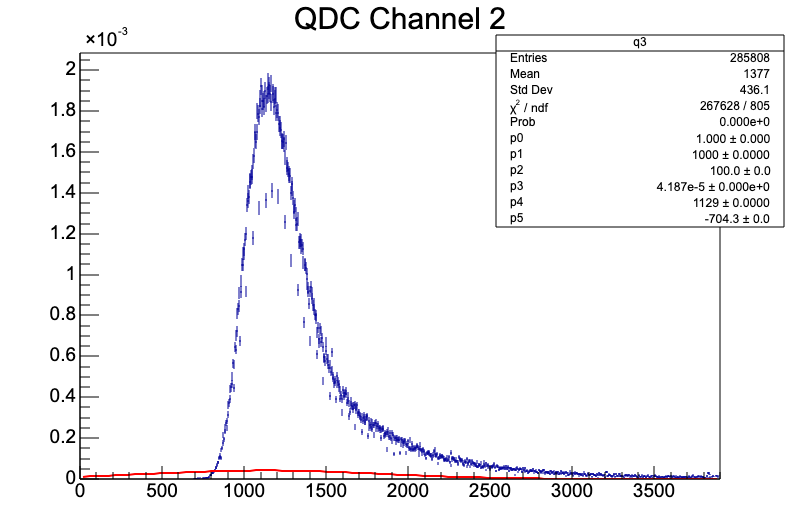 QDC Channel 2
×10⁻³
q3
Entries 285808
Mean 1377
Std Dev 436.1
χ² / ndf 267628 / 805
Prob 0.000e+0
p0 1.000 ± 0.000
p1 1000 ± 0.0000
p2 100.0 ± 0.0
p3 4.187e-5 ± 0.000e+0
p4 1129 ± 0.0000
p5 -704.3 ± 0.0
2
1.8
1.6
1.4
1.2
1
0.8
0.6
0.4
0.2
0
0 500 1000 1500 2000 2500 3000 3500